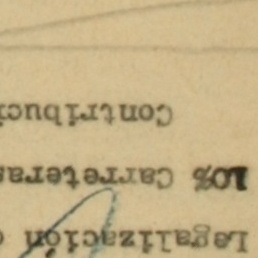 Legalización
10% Carreteras
Contribuci